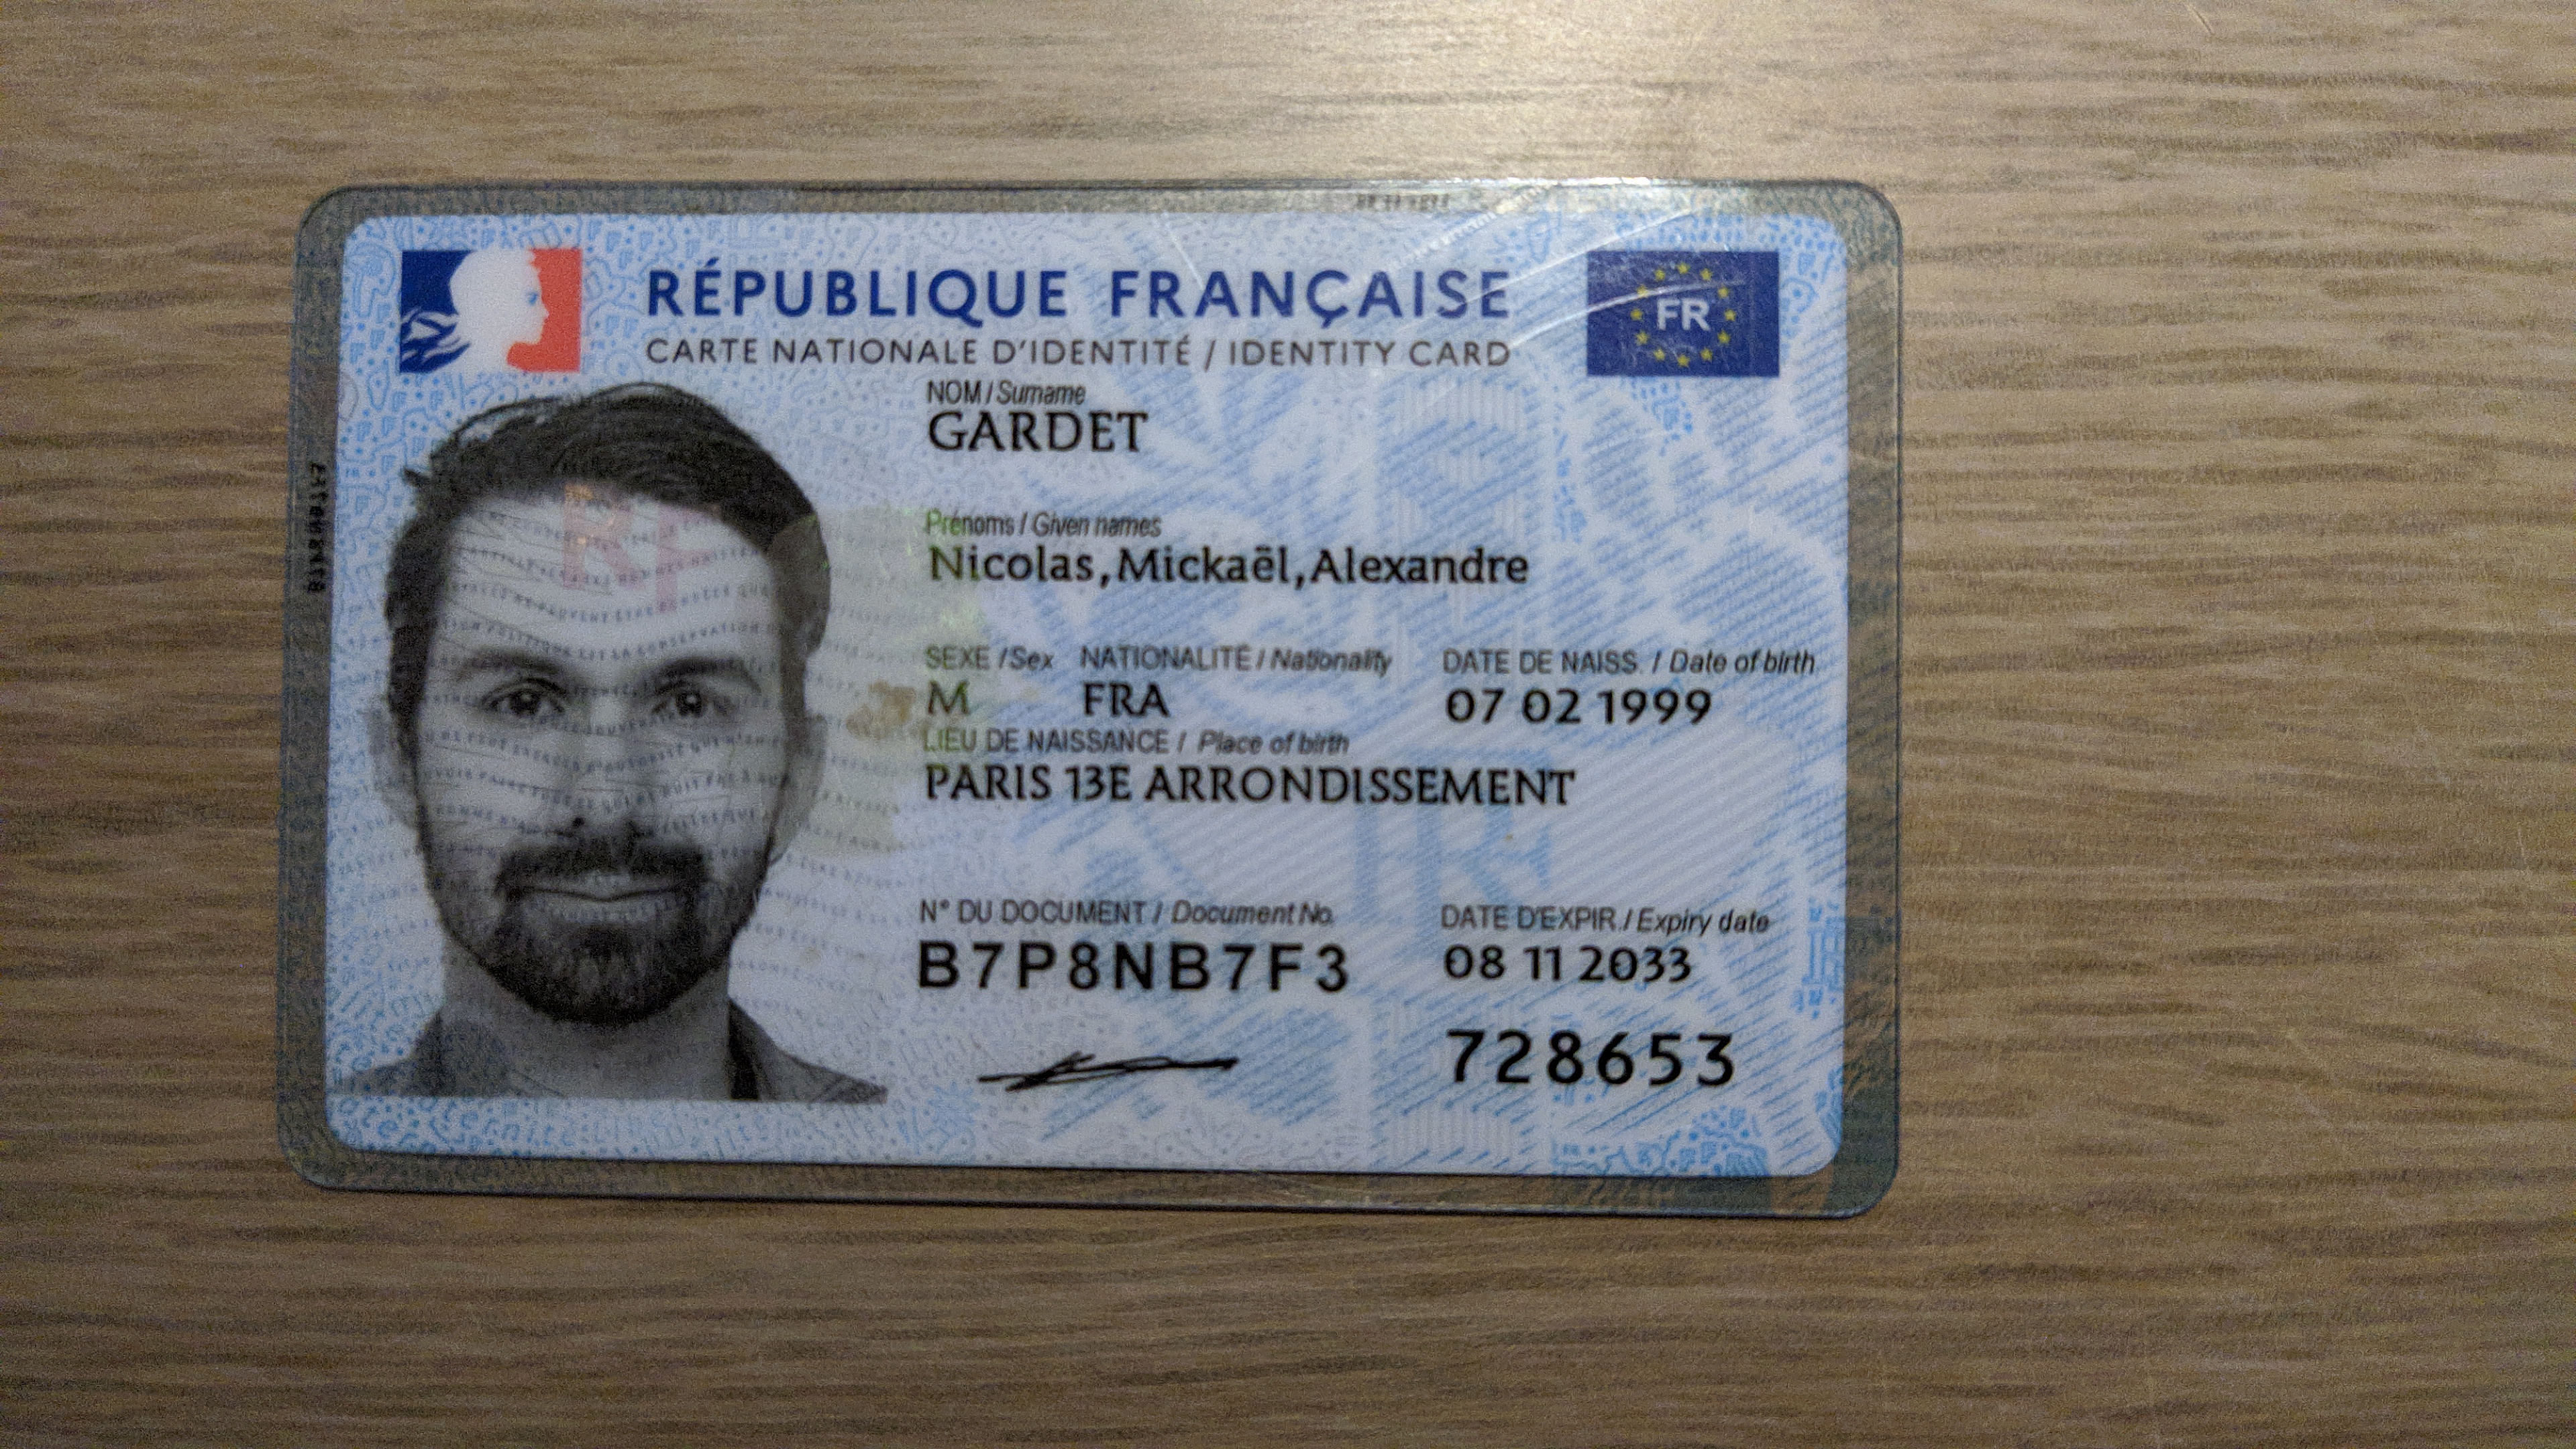 RÉPUBLIQUE FRANÇAISE
FR
CARTE NATIONALE D'IDENTITÉ / IDENTITY CARD
NOM / Surname
GARDET
Prénoms / Given names
Nicolas, Mickaël, Alexandre
SEXE / Sex NATIONALITÉ / Nationality DATE DE NAISS. / Date of birth
M FRA 07 02 1999
LIEU DE NAISSANCE / Place of birth
PARIS 13E ARRONDISSEMENT
N° DU DOCUMENT / Document No. DATE D'EXPIR. / Expiry date
B7P8NB7F3 08 11 2033
728653